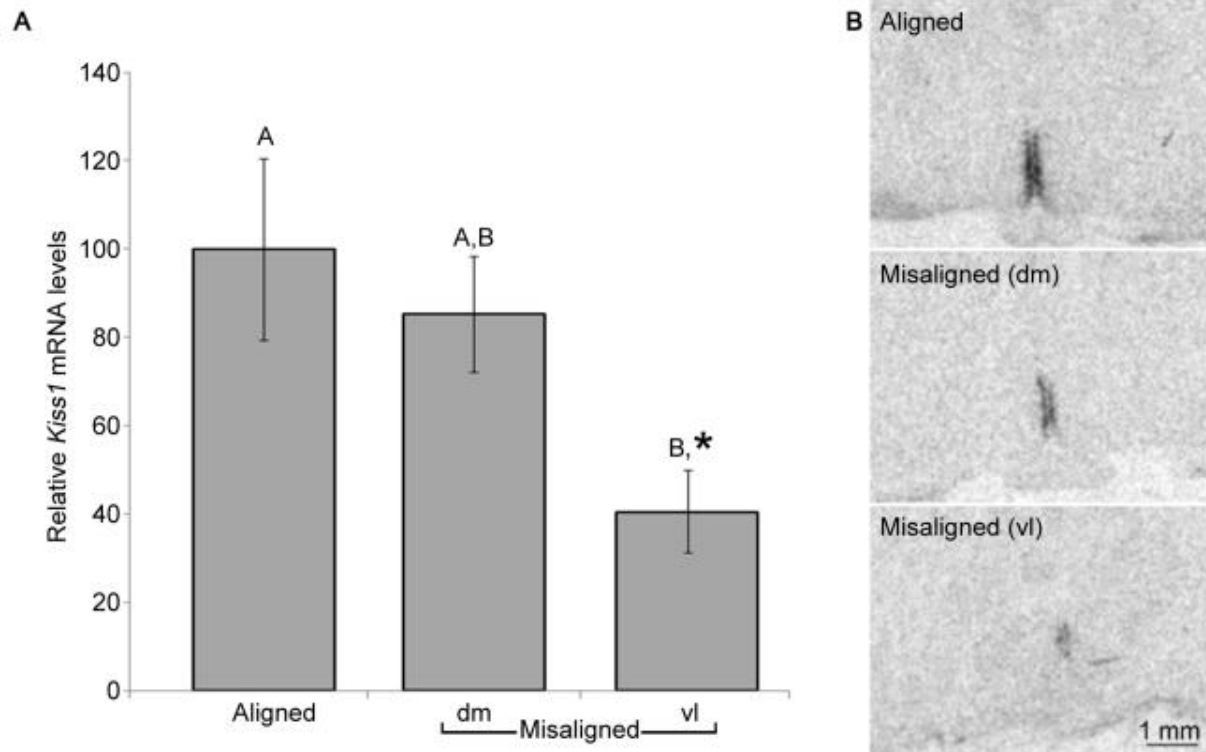 A
Relative Kiss1 mRNA levels
140
120
100
80
60
40
20
0
A
A,B
B,*
Aligned
dm
vl
Misaligned
B
Aligned
Misaligned (dm)
Misaligned (vl)
1 mm